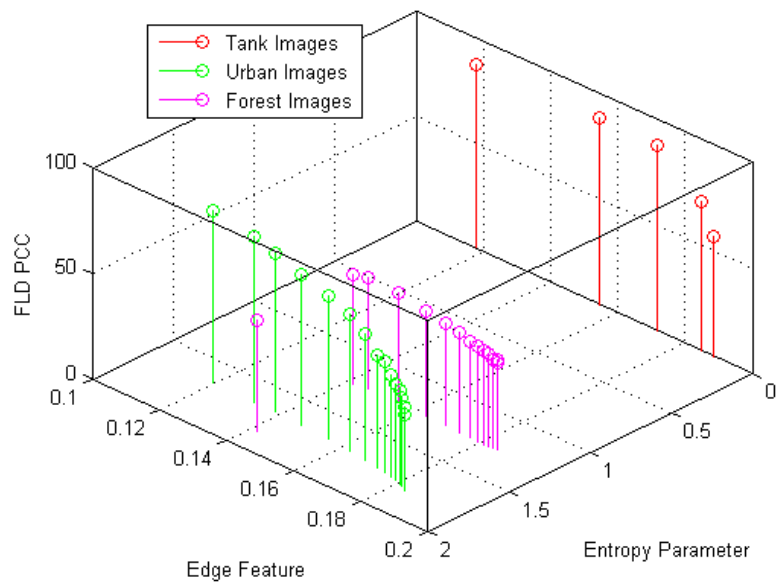 Tank Images
Urban Images
Forest Images
100
50
0
FLD PCC
0.1
0.12
0.14
0.16
0.18
0.2
Edge Feature
2
1.5
1
0.5
0
Entropy Parameter